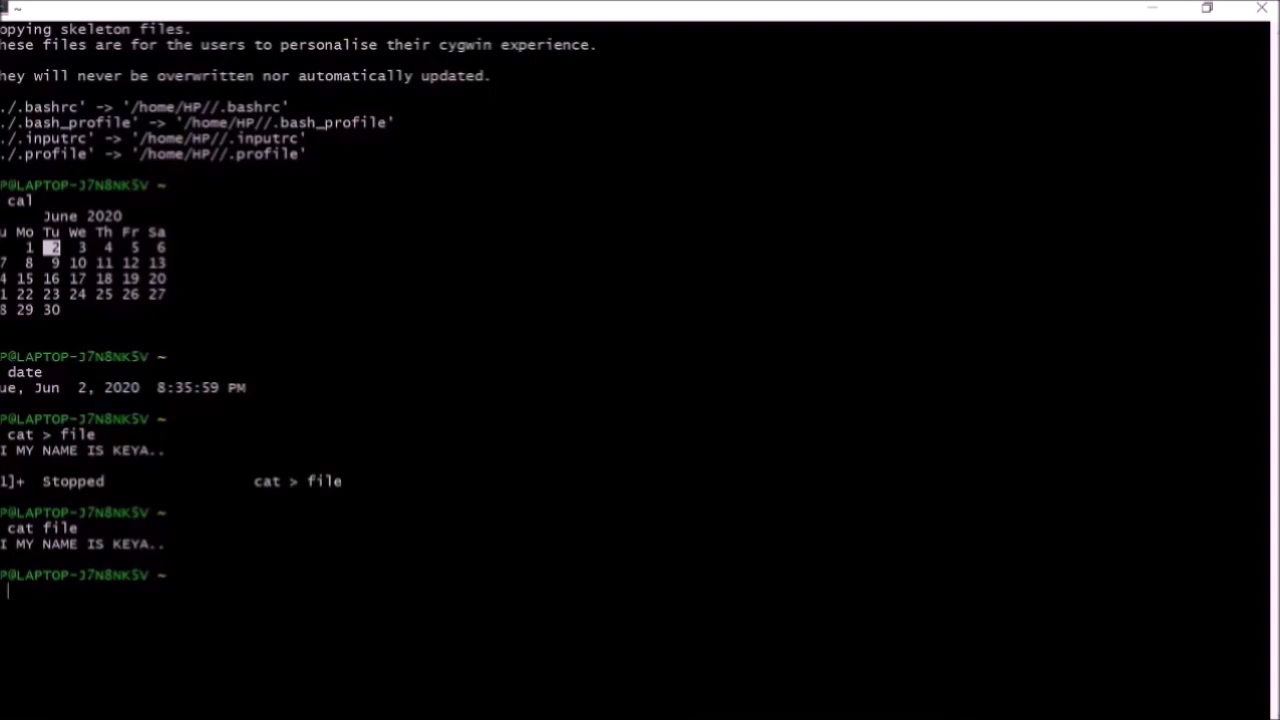 ~
opying skeleton files.
hese files are for the users to personalise their cygwin experience.
hey will never be overwritten nor automatically updated.
./.bashrc' -> '/home/HP//.bashrc'
./.bash_profile' -> '/home/HP//.bash_profile'
./.inputrc' -> '/home/HP//.inputrc'
./.profile' -> '/home/HP//.profile'
P@LAPTOP-J7N8NK5V ~
cal
June 2020
u Mo Tu We Th Fr Sa
1 2 3 4 5 6
7 8 9 10 11 12 13
4 15 16 17 18 19 20
1 22 23 24 25 26 27
8 29 30
P@LAPTOP-J7N8NK5V ~
date
ue, Jun 2, 2020 8:35:59 PM
P@LAPTOP-J7N8NK5V ~
cat > file
I MY NAME IS KEYA..
1]+ Stopped cat > file
P@LAPTOP-J7N8NK5V ~
cat file
I MY NAME IS KEYA..
P@LAPTOP-J7N8NK5V ~